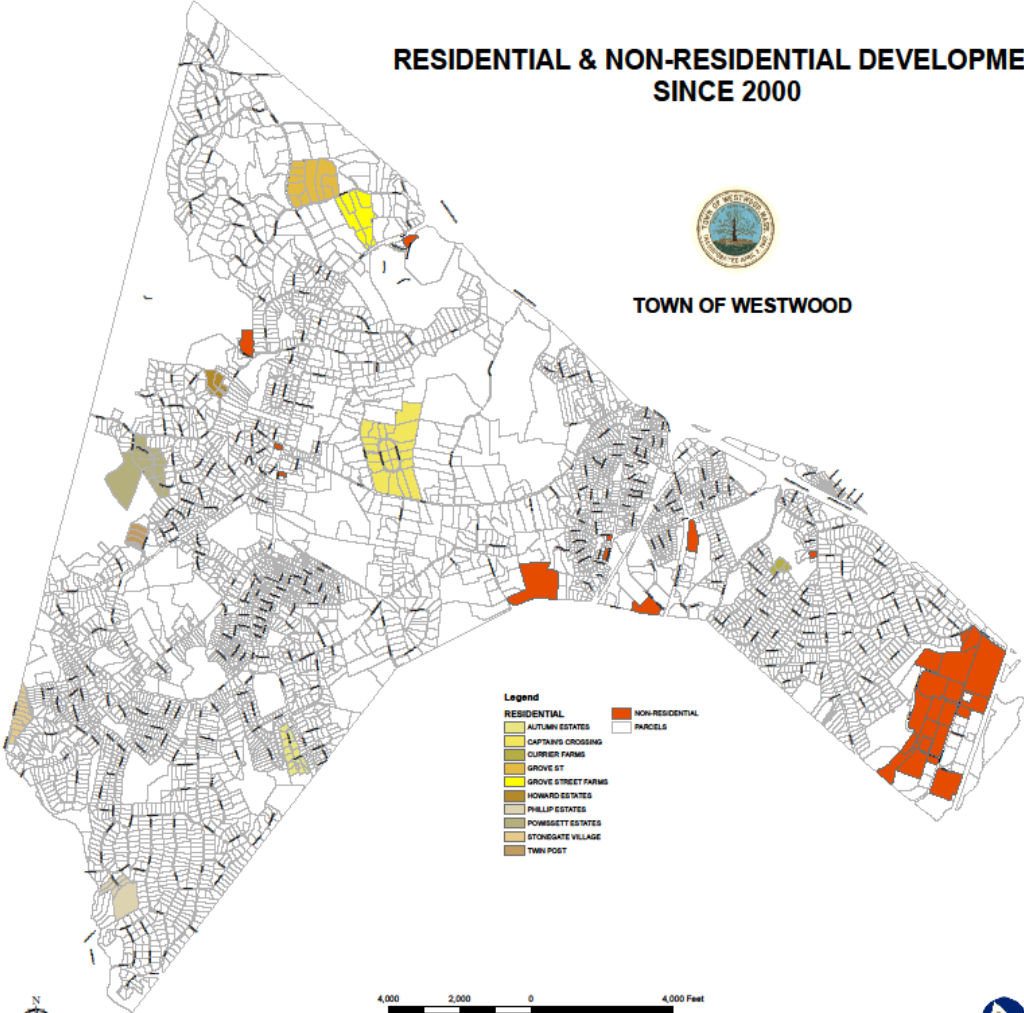 RESIDENTIAL & NON-RESIDENTIAL DEVELOPME
SINCE 2000
TOWN OF WESTWOOD
Legend
RESIDENTIAL
AUTUMN ESTATES
CAPTAIN'S CROSSING
CURRIER FARMS
GROVE ST
GROVE STREET FARMS
HOWARD ESTATES
PHILLIP ESTATES
POWISSETT ESTATES
STONEGATE VILLAGE
TWIN POST
NON-RESIDENTIAL
PARCELS
N
4,000 2,000 0 4,000 Feet